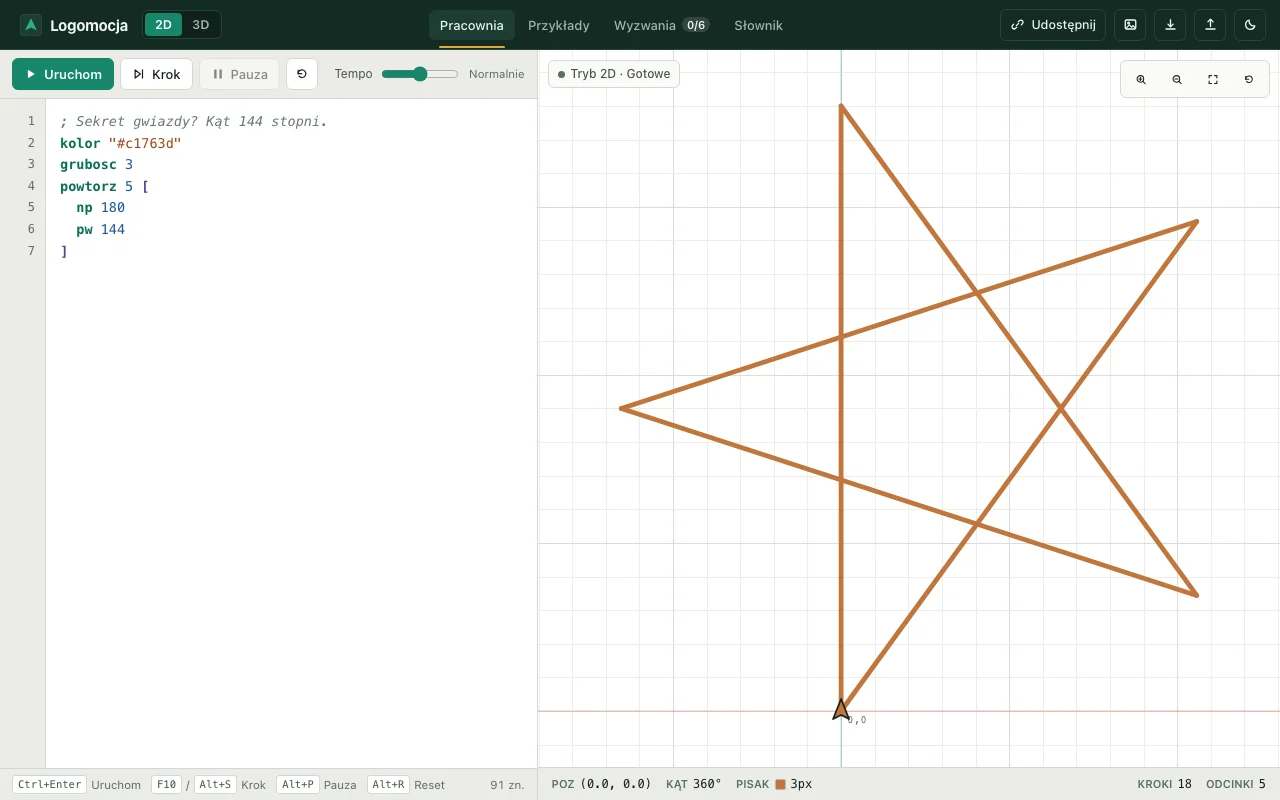 Logomocja 2D 3D Pracownia Przykłady Wyzwania 0/6 Słownik Udostępnij
Uruchom Krok Pauza Tempo Normalnie
Tryb 2D · Gotowe
1 ; Sekret gwiazdy? Kąt 144 stopni.
2 kolor "#c1763d"
3 grubosc 3
4 powtorz 5 [
5 np 180
6 pw 144
7 ]
0,0
Ctrl+Enter Uruchom F10 / Alt+S Krok Alt+P Pauza Alt+R Reset 91 zn.
POZ (0.0, 0.0) KĄT 360° PISAK 3px KROKI 18 ODCINKI 5